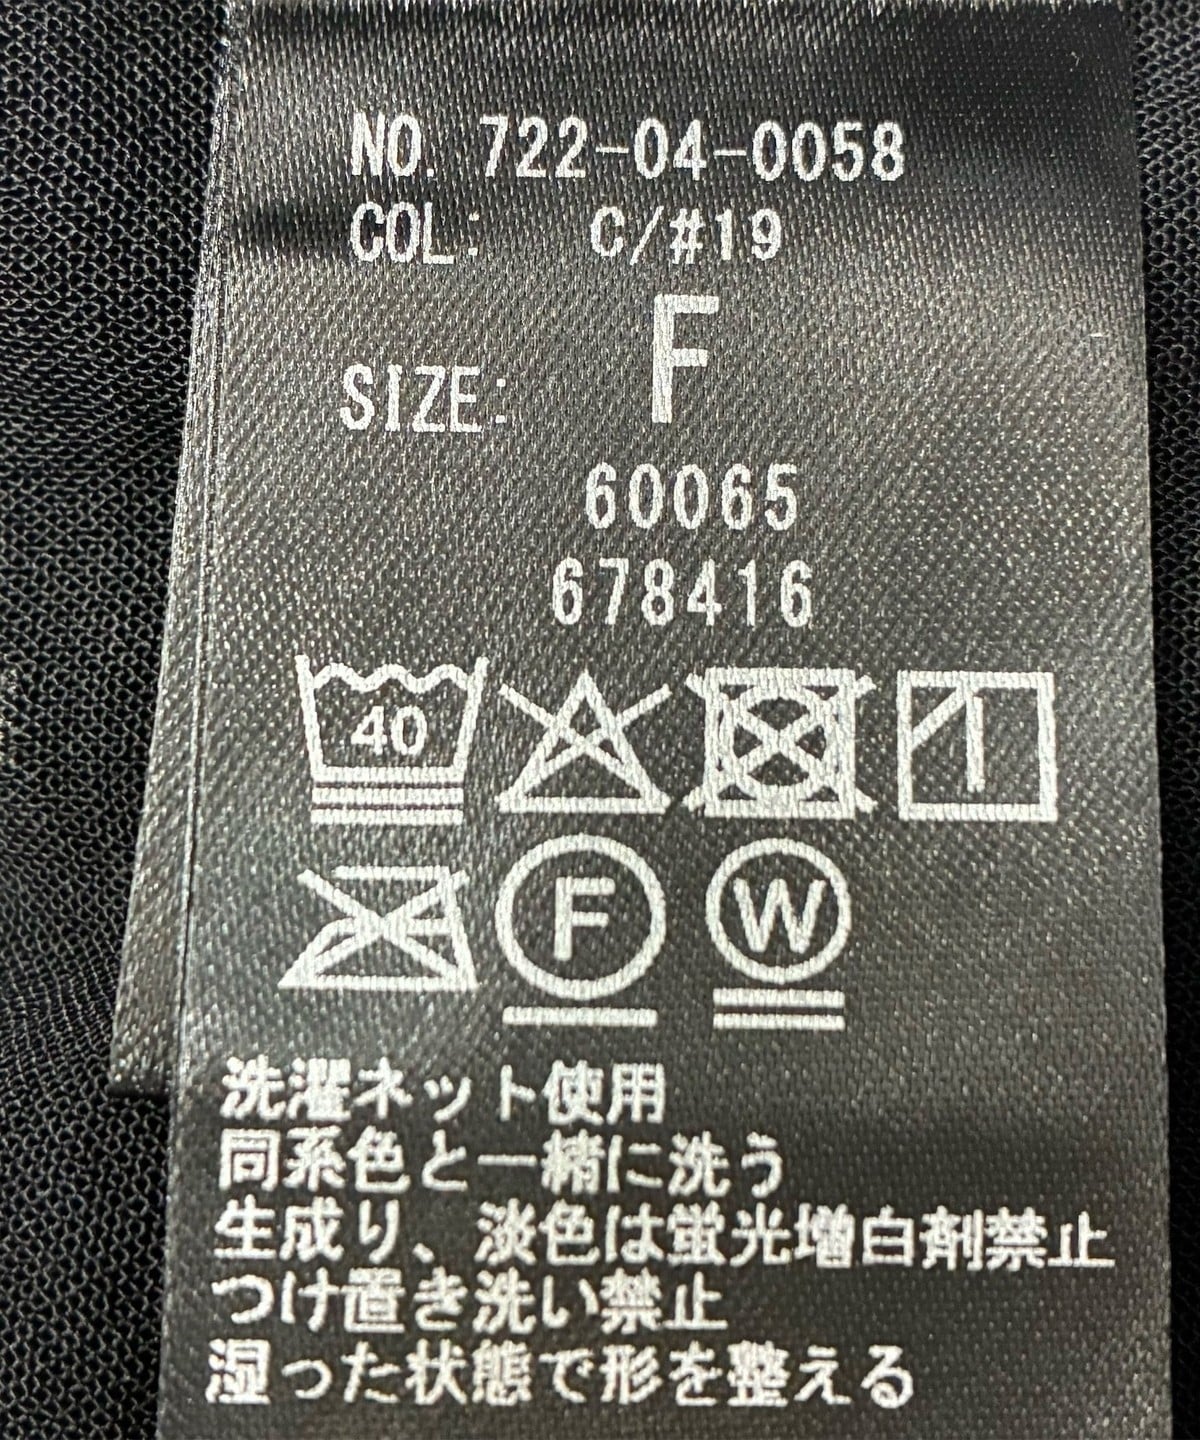 NO. 722-04-0058
COL: C/#19
SIZE: F
60065
678416
40
F W
洗濯ネット使用
同系色と一緒に洗う
生成り、淡色は蛍光増白剤禁止
つけ置き洗い禁止
湿った状態で形を整える